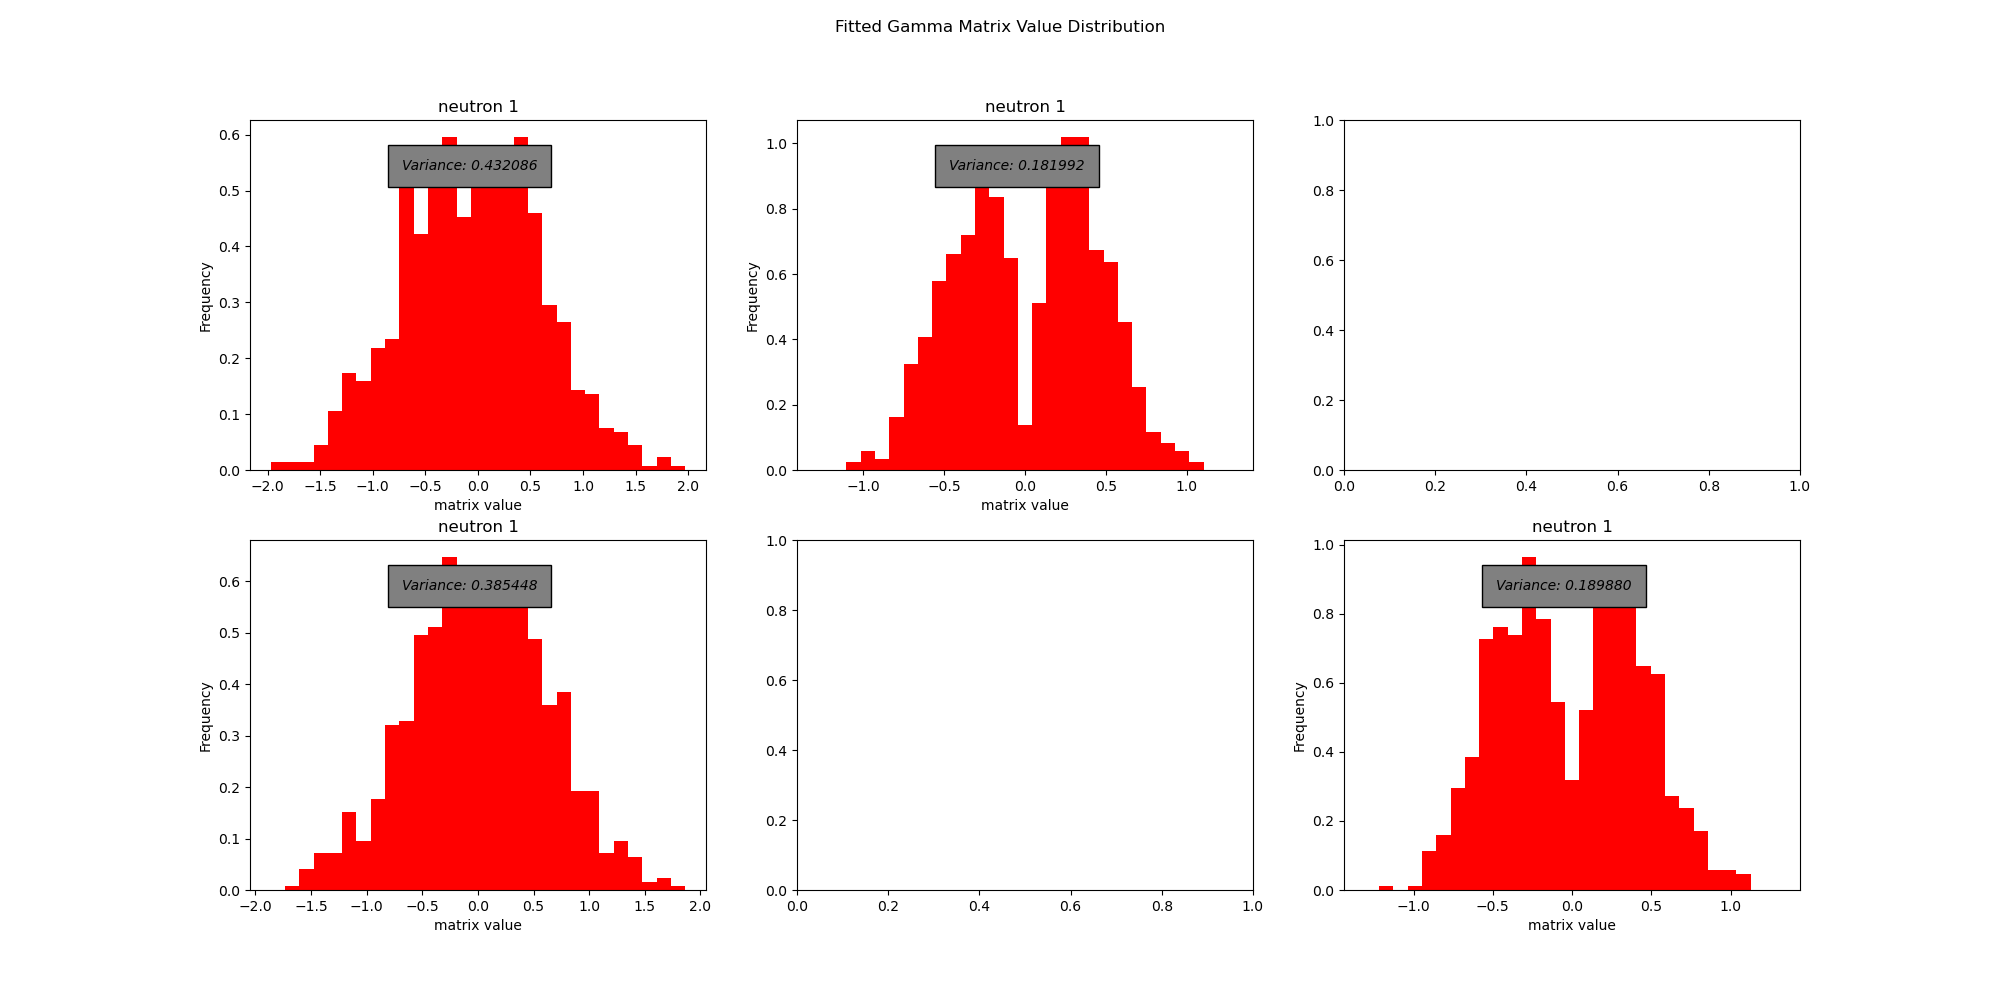 Fitted Gamma Matrix Value Distribution
neutron 1
Variance: 0.432086
Frequency
0.6
0.5
0.4
0.3
0.2
0.1
0.0
−2.0 −1.5 −1.0 −0.5 0.0 0.5 1.0 1.5 2.0
matrix value
neutron 1
Variance: 0.181992
Frequency
1.0
0.8
0.6
0.4
0.2
0.0
−1.0 −0.5 0.0 0.5 1.0
matrix value
1.0
0.8
0.6
0.4
0.2
0.0
0.0 0.2 0.4 0.6 0.8 1.0
neutron 1
Variance: 0.385448
Frequency
0.6
0.5
0.4
0.3
0.2
0.1
0.0
−2.0 −1.5 −1.0 −0.5 0.0 0.5 1.0 1.5 2.0
matrix value
1.0
0.8
0.6
0.4
0.2
0.0
0.0 0.2 0.4 0.6 0.8 1.0
neutron 1
Variance: 0.189880
Frequency
1.0
0.8
0.6
0.4
0.2
0.0
−1.0 −0.5 0.0 0.5 1.0
matrix value